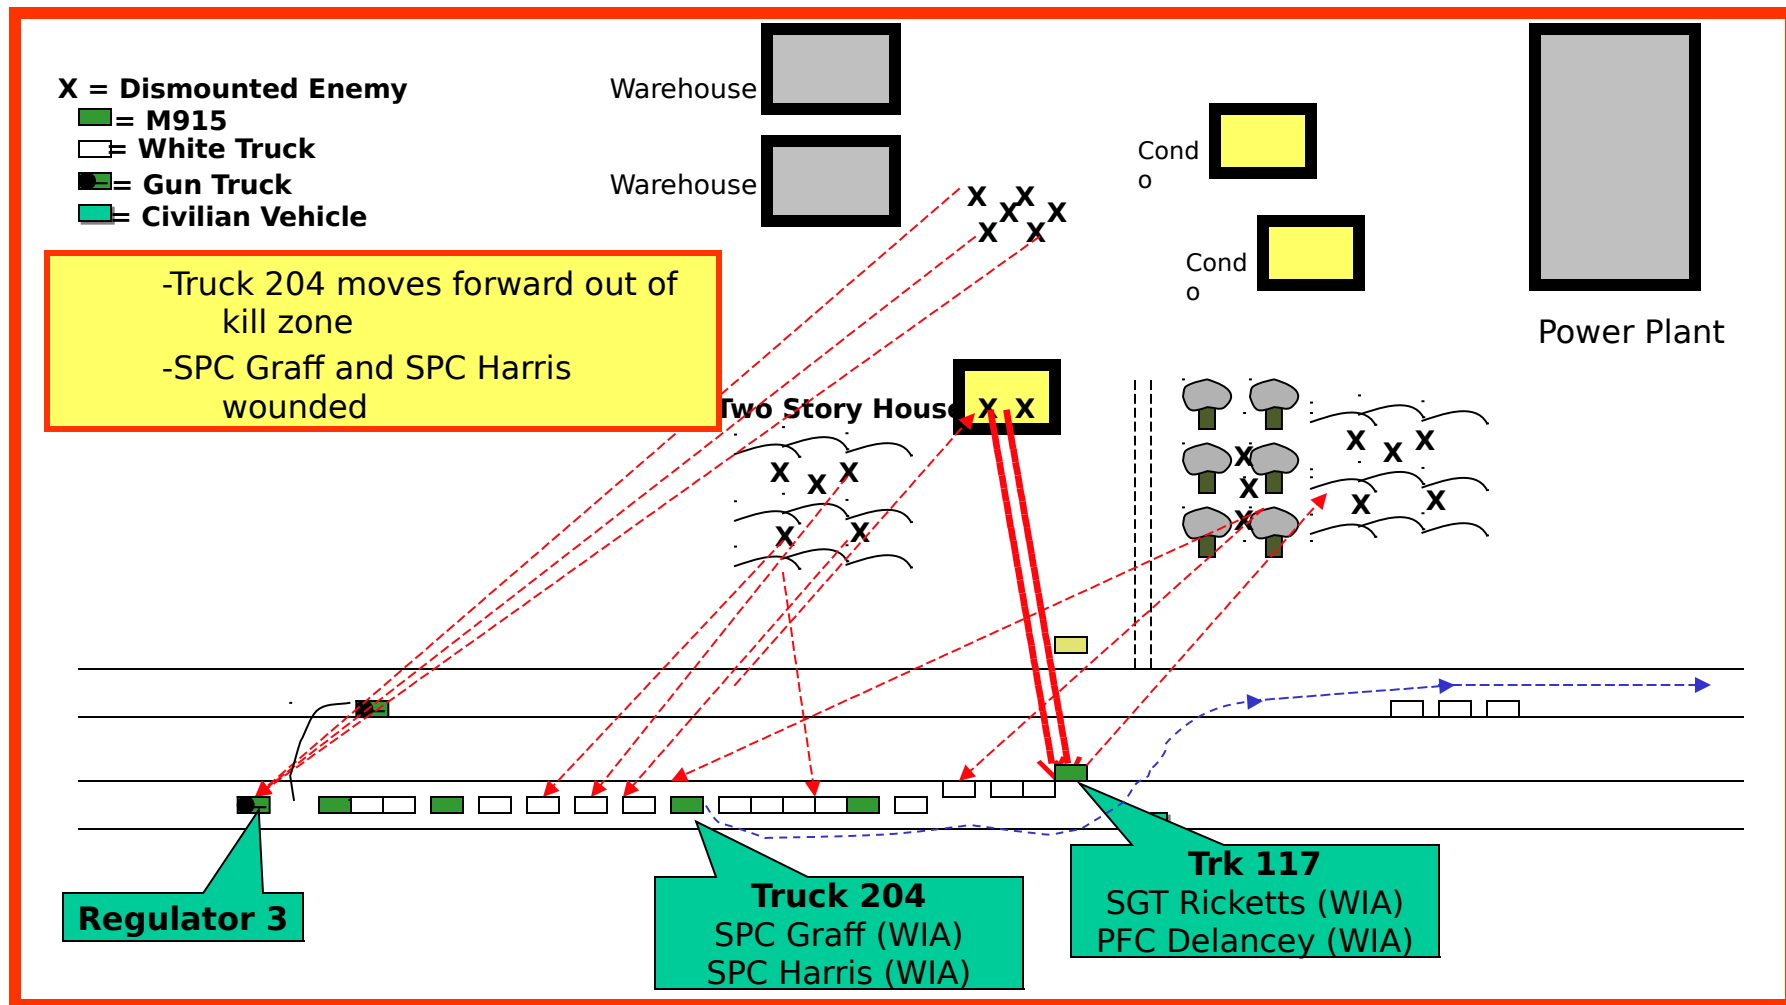 X = Dismounted Enemy
= M915
= White Truck
= Gun Truck
= Civilian Vehicle
Warehouse
Warehouse
Cond
o
Cond
o
Power Plant
-Truck 204 moves forward out of
kill zone
-SPC Graff and SPC Harris
wounded
X X
X X
X X
Two Story House
X X
X X
X
X X
X
X
X
X X
X
X X
Regulator 3
Truck 204
SPC Graff (WIA)
SPC Harris (WIA)
Trk 117
SGT Ricketts (WIA)
PFC Delancey (WIA)